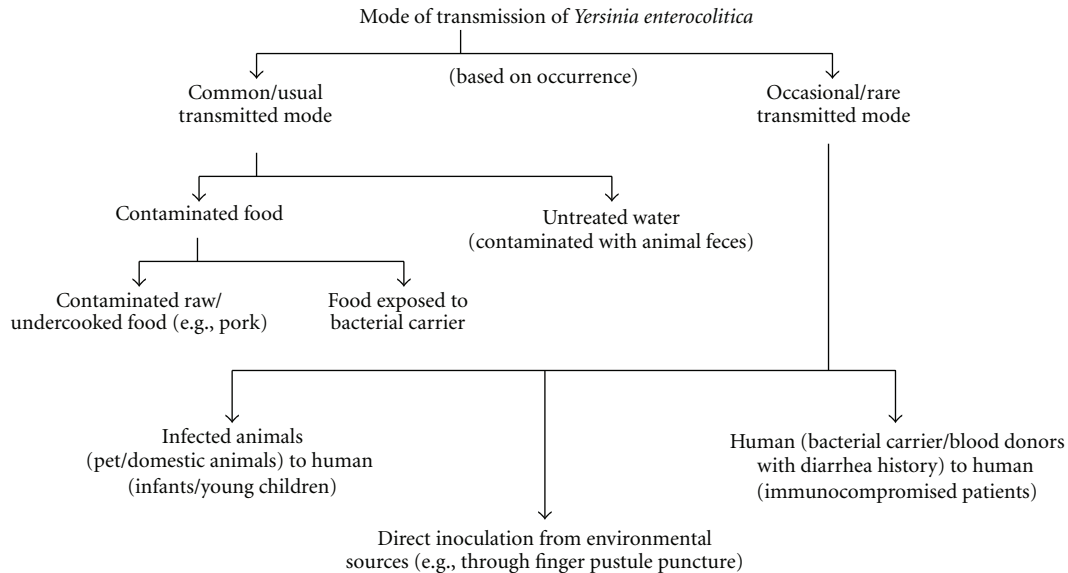 Mode of transmission of Yersinia enterocolitica
(based on occurrence)
Common/usual
transmitted mode
Occasional/rare
transmitted mode
Contaminated food
Untreated water
(contaminated with animal feces)
Contaminated raw/
undercooked food (e.g., pork)
Food exposed to
bacterial carrier
Infected animals
(pet/domestic animals) to human
(infants/young children)
Human (bacterial carrier/blood donors
with diarrhea history) to human
(immunocompromised patients)
Direct inoculation from environmental
sources (e.g., through finger pustule puncture)